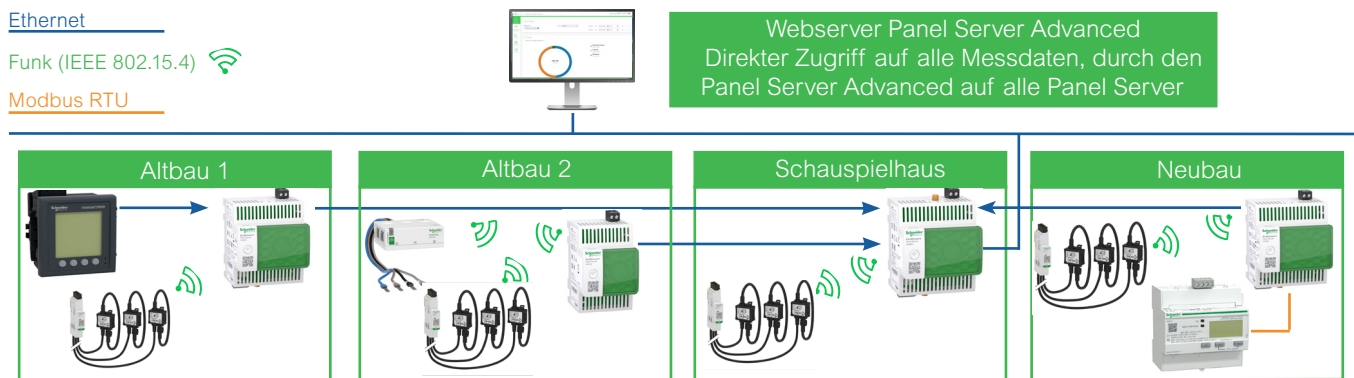 Ethernet
Funk (IEEE 802.15.4)
Modbus RTU
Webserver Panel Server Advanced
Direkter Zugriff auf alle Messdaten, durch den
Panel Server Advanced auf alle Panel Server
Altbau 1
Altbau 2
Schauspielhaus
Neubau